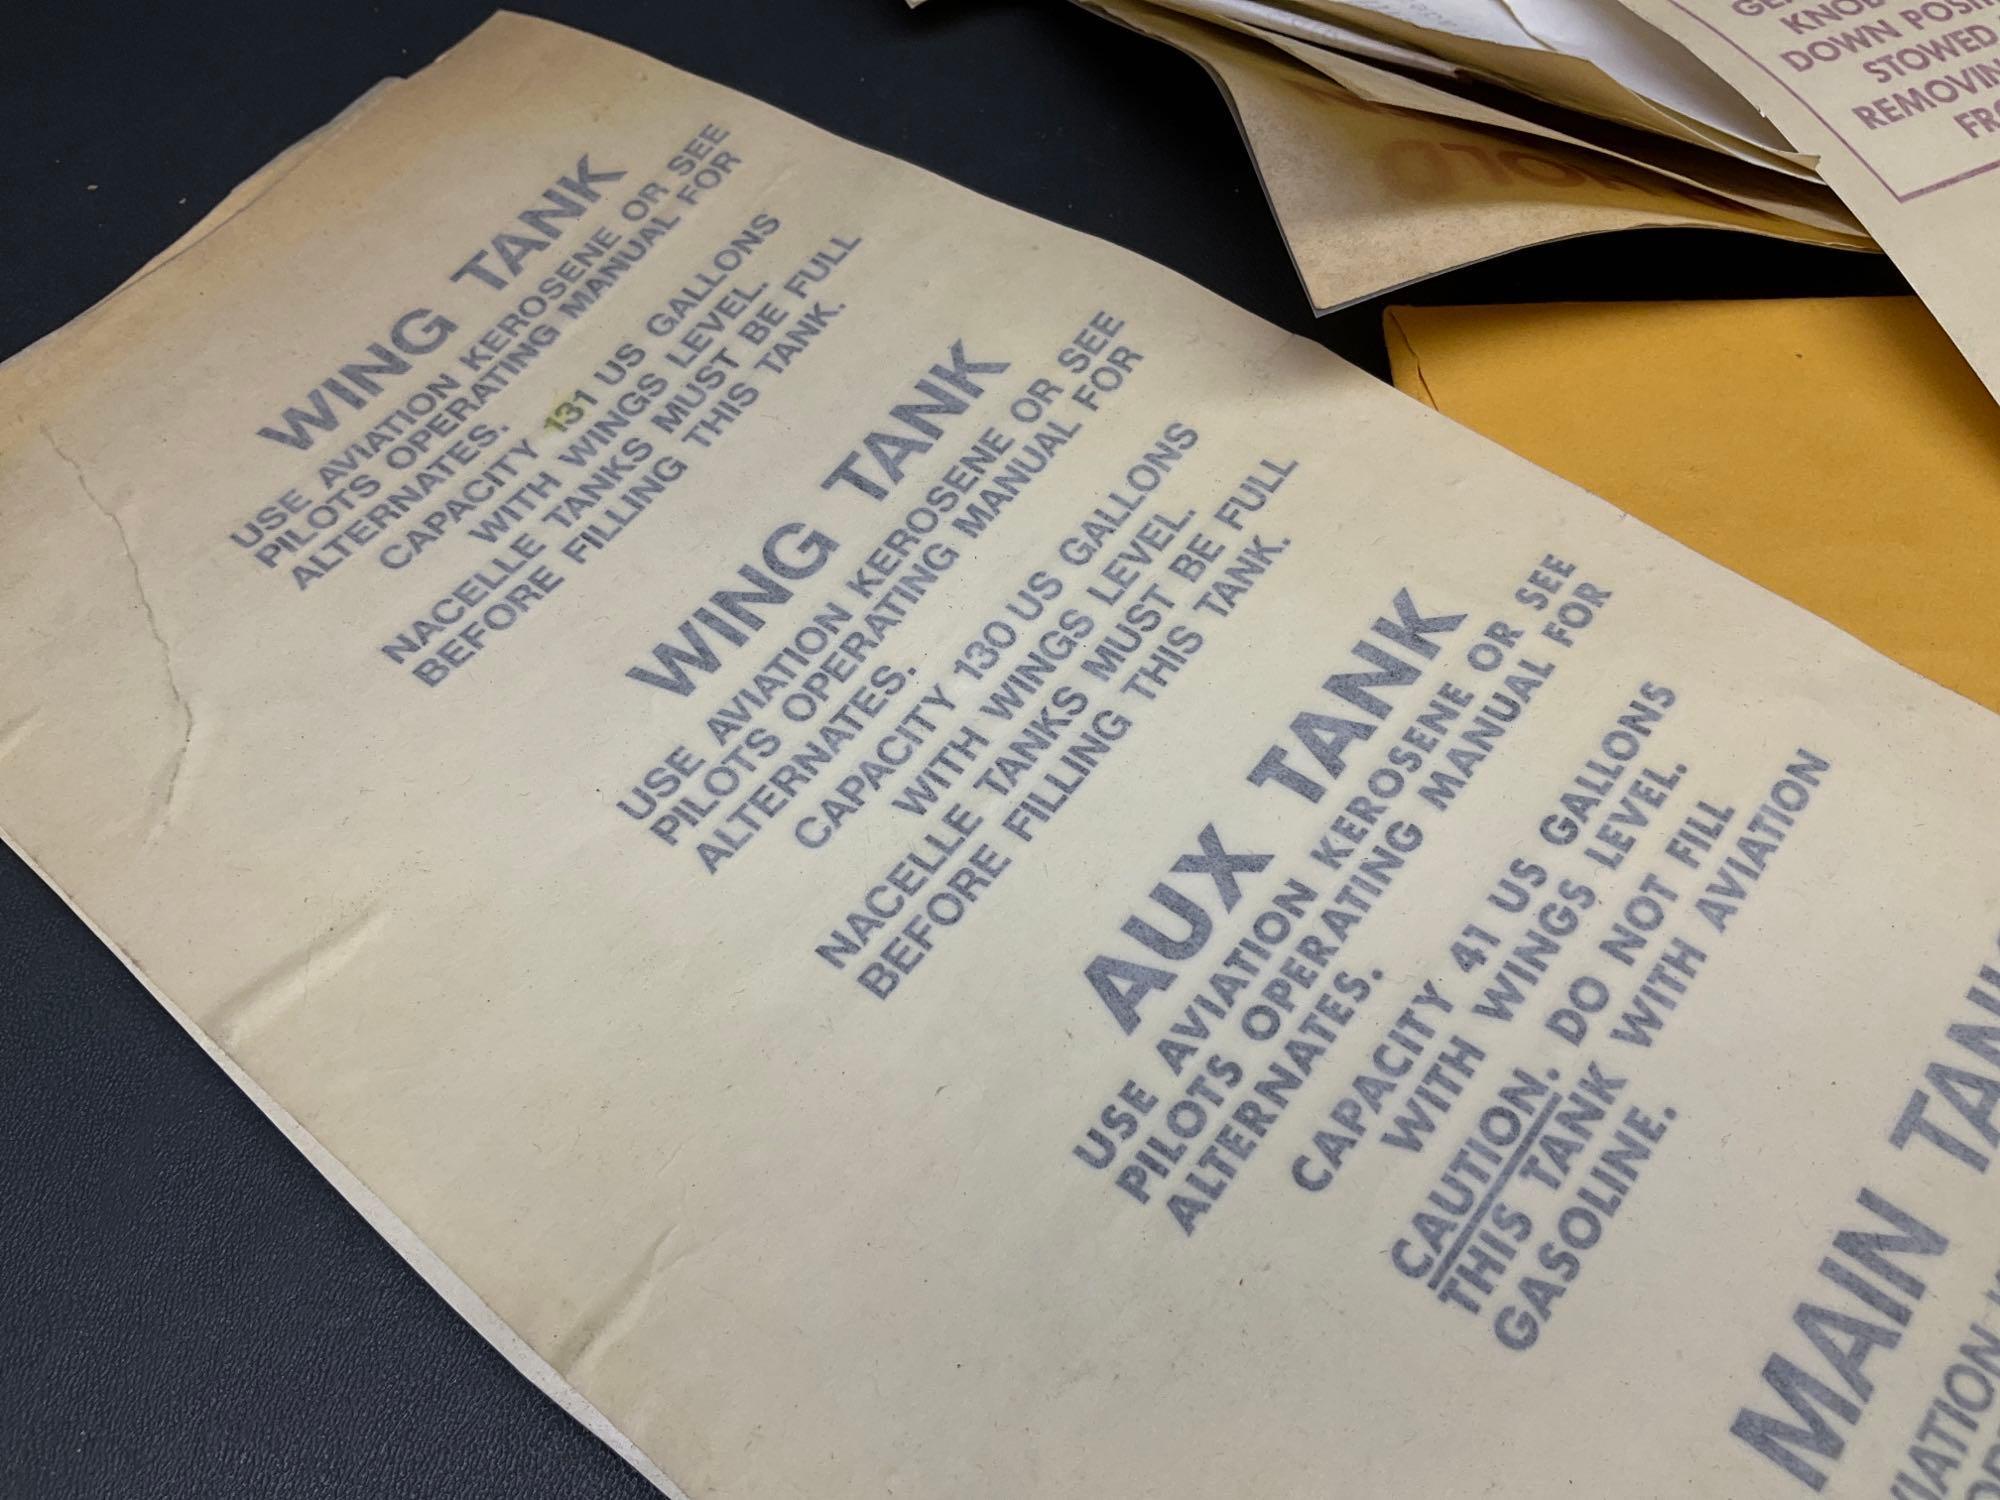 WING TANK
USE AVIATION KEROSENE OR SEE
PILOTS OPERATING MANUAL FOR
ALTERNATES.
CAPACITY 131 US GALLONS
WITH WINGS LEVEL.
NACELLE TANKS MUST BE FULL
BEFORE FILLING THIS TANK.
WING TANK
USE AVIATION KEROSENE OR SEE
PILOTS OPERATING MANUAL FOR
ALTERNATES.
CAPACITY 130 US GALLONS
WITH WINGS LEVEL.
NACELLE TANKS MUST BE FULL
BEFORE FILLING THIS TANK.
AUX TANK
USE AVIATION KEROSENE OR SEE
PILOTS OPERATING MANUAL FOR
ALTERNATES.
CAPACITY 41 US GALLONS
WITH WINGS LEVEL.
CAUTION. DO NOT FILL
THIS TANK WITH AVIATION
GASOLINE.
MAIN
KNOB
DOWN
STOWED